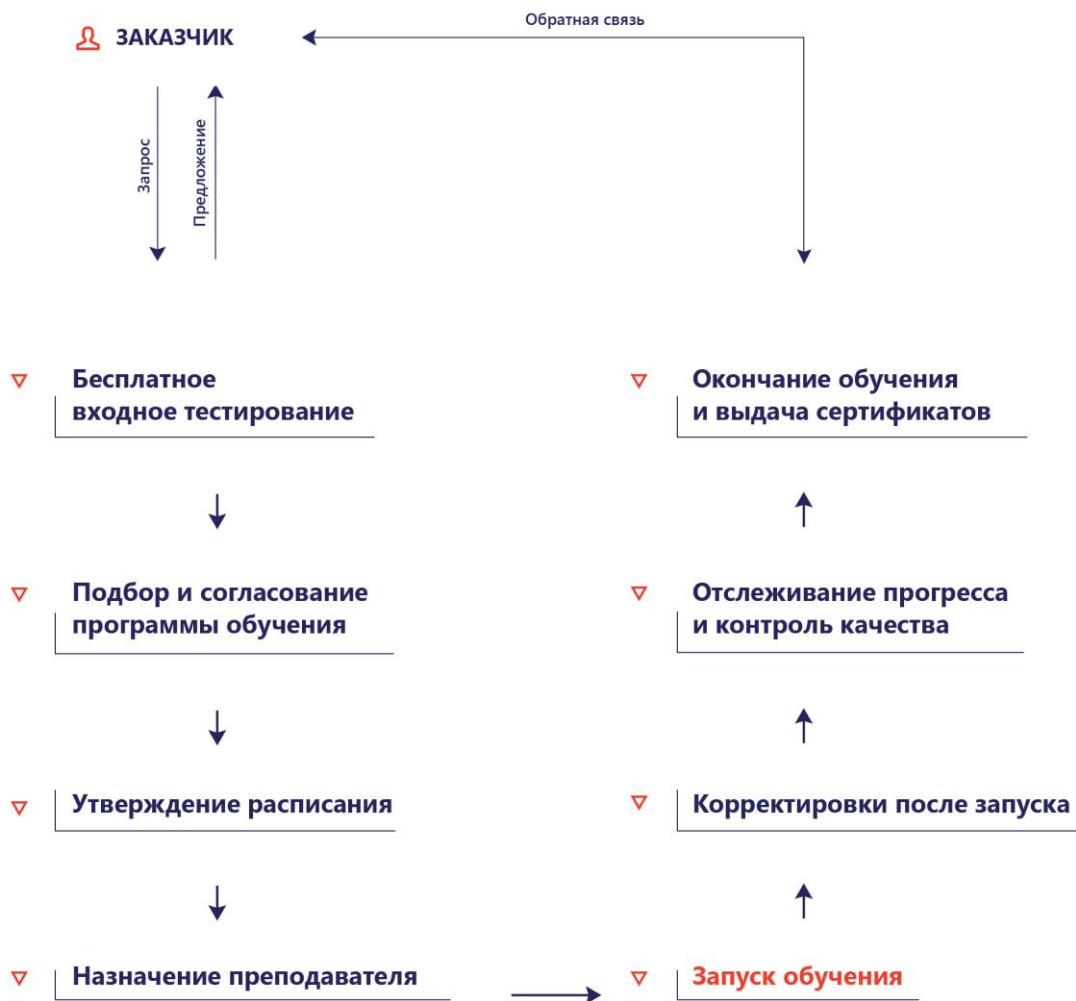 Обратная связь
ЗАКАЗЧИК
Запрос
Предложение
Бесплатное
входное тестирование
Подбор и согласование
программы обучения
Утверждение расписания
Назначение преподавателя
Запуск обучения
Корректировки после запуска
Отслеживание прогресса
и контроль качества
Окончание обучения
и выдача сертификатов